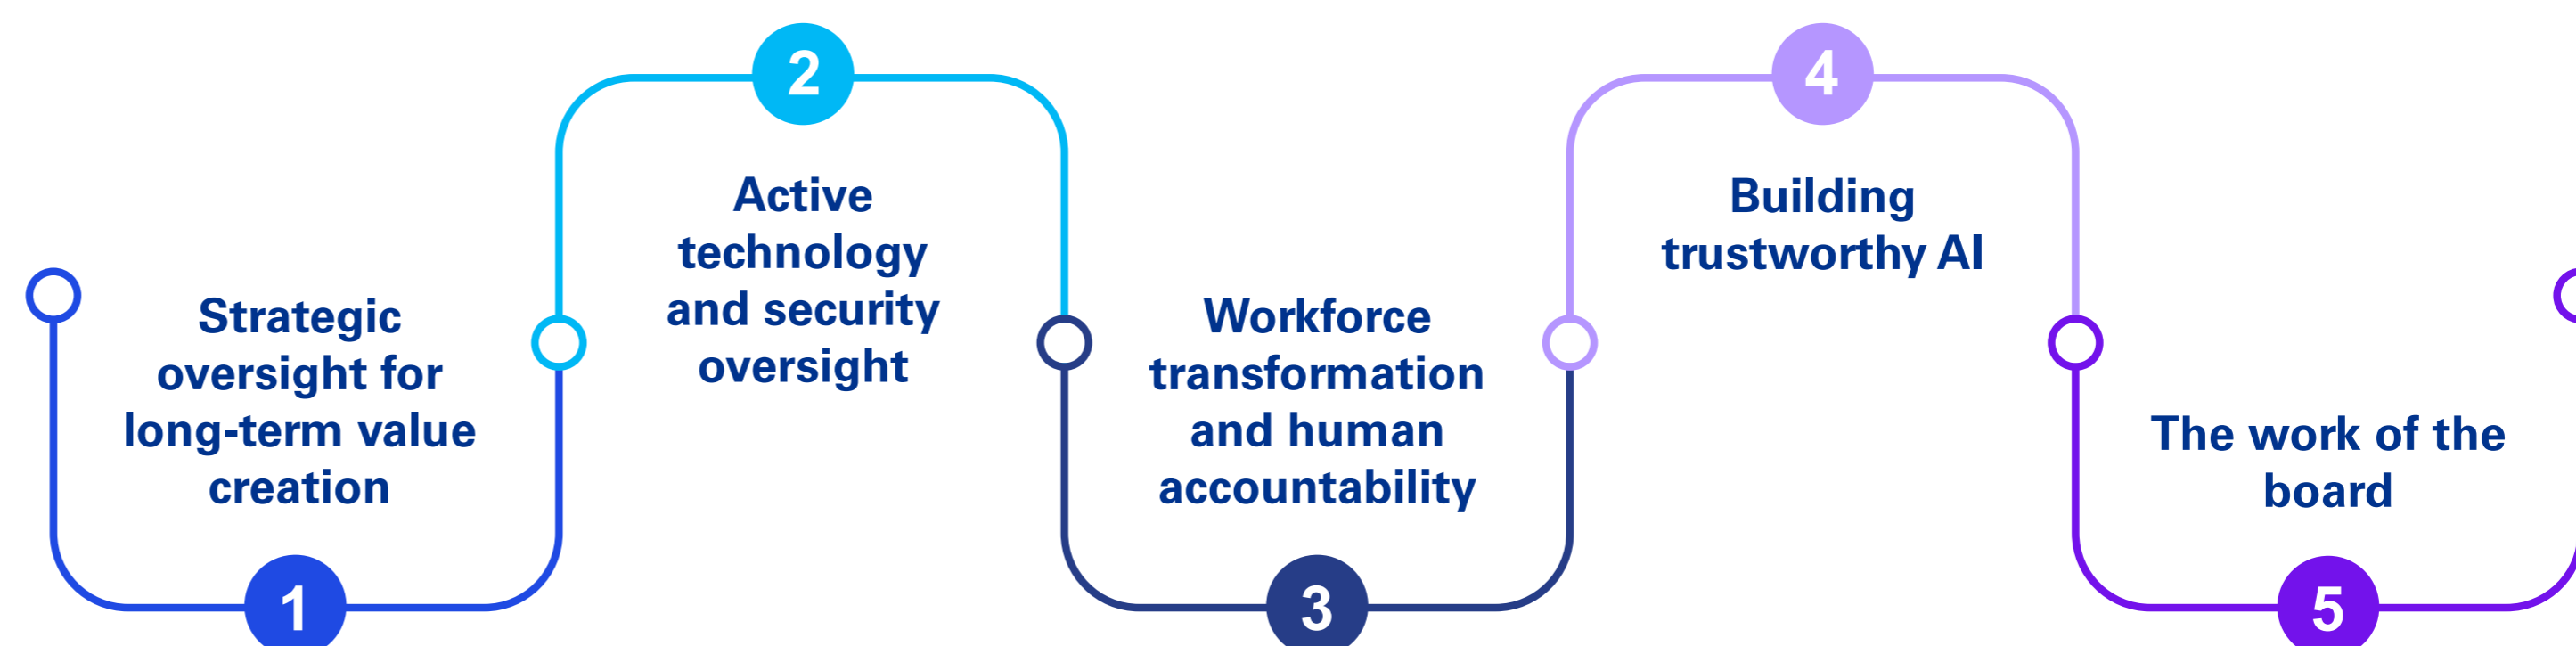 1
Strategic
oversight for
long-term value
creation
2
Active
technology
and security
oversight
3
Workforce
transformation
and human
accountability
4
Building
trustworthy AI
5
The work of the
board